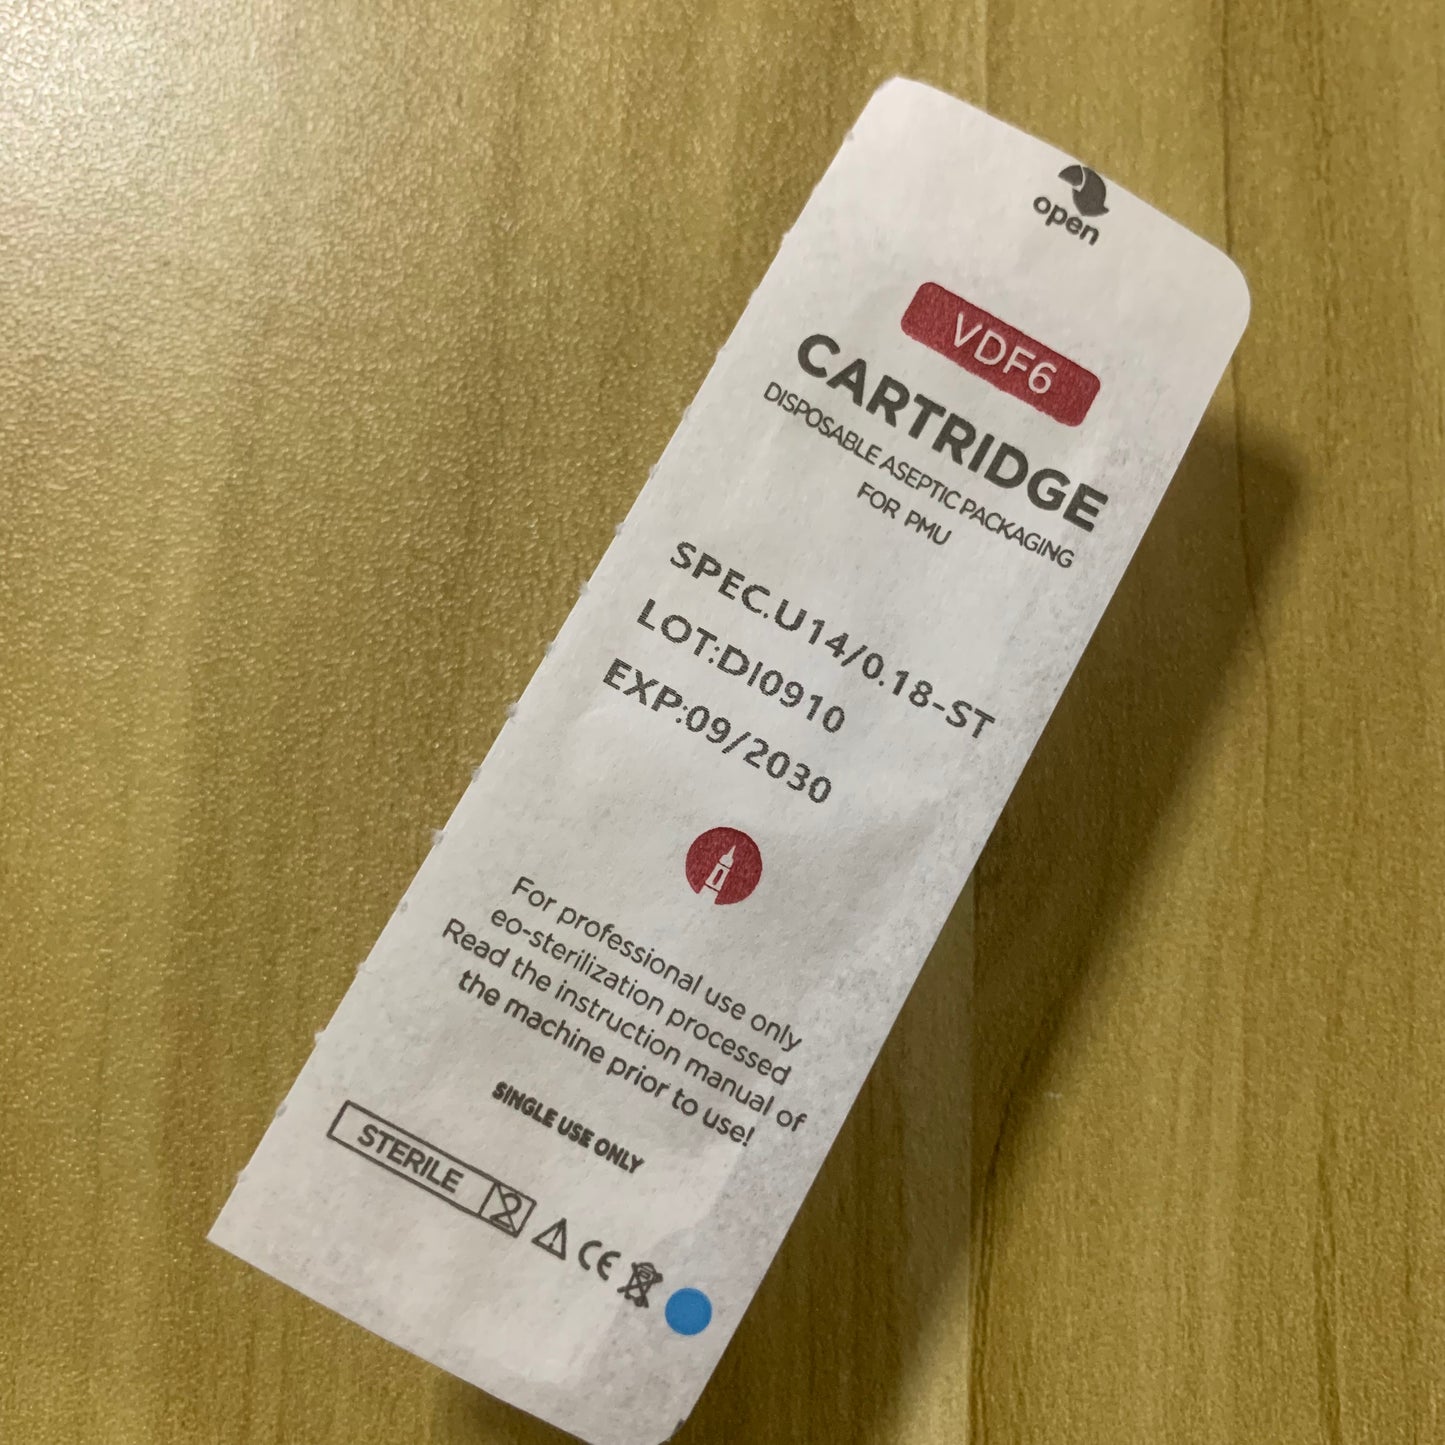 open
VDF6
CARTRIDGE
DISPOSABLE ASEPTIC PACKAGING
FOR PMU
SPEC.U14/0.18-ST
LOT:DI0910
EXP:09/2030
For professional use only
eo-sterilization processed
Read the instruction manual of
the machine prior to use!
SINGLE USE ONLY
STERILE 2 CE